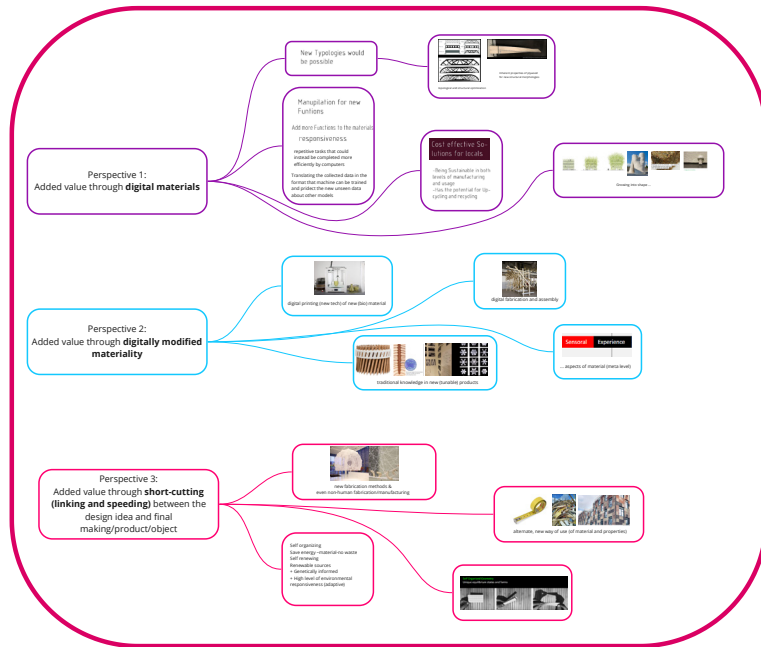 New Typologies would
be possible
Manupilation for new
Funtions
Add more Functions to the materials
responsiveness
repetitive tasks that could
instead be completed more
efficiently by computers
Translating the collected data in the
format that machine can be trained
and protect the new unseen data
about other models
Cost effective So-
lutions for locals
-Being Sustainable in both
levels of manufacturing
and usage
-has the potential for Up-
cycling and recycling
Growing into shape...
Perspective 1:
Added value through digital materials
digital printing (new tech) of new (bio) material
digital fabrication and assembly
Perspective 2:
Added value through digitally modified
materiality
Sensoral Experience
... aspects of material (meta level)
traditional knowledge in new (tunable) products
Perspective 3:
Added value through short-cutting
(linking and speeding) between the
design idea and final
making/product/object
new fabrication methods &
even non-human fabrication/manufacturing
alternate, new way of use (of material and properties)
Self organizing
Save energy –material-no waste
Self renewing
Renewable sources
+ Genetically informed
+ High level of environmental
responsiveness (adaptive)